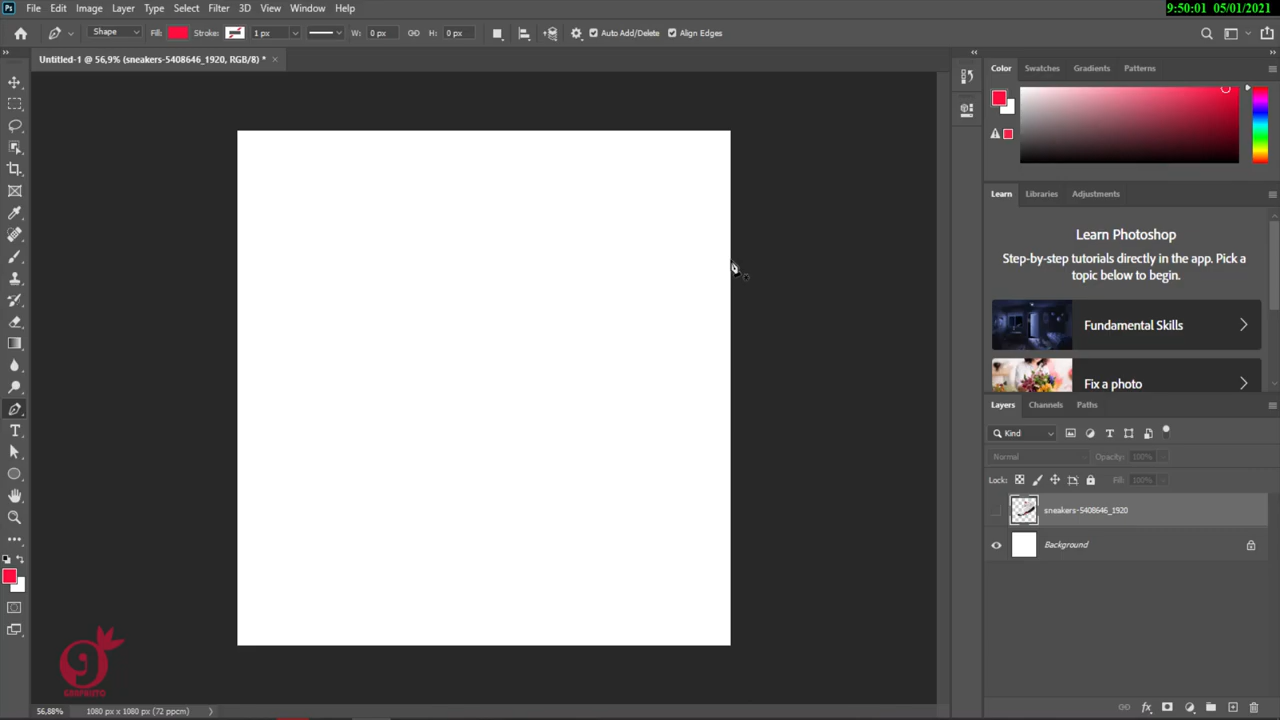 Ps File Edit Image Layer Type Select Filter 3D View Window Help
9:50:01 05/01/2021
Shape Fill: Stroke: 1 px W: 0 px H: 0 px Auto Add/Delete Align Edges
Untitled-1 @ 56,9% (sneakers-5408646_1920, RGB/8) * ×
Color Swatches Gradients Patterns
Learn Libraries Adjustments
Learn Photoshop
Step-by-step tutorials directly in the app. Pick a
topic below to begin.
Fundamental Skills
Fix a photo
Layers Channels Paths
Kind
Normal Opacity: 100%
Lock: Fill: 100%
sneakers-5408646_1920
Background
56,88% 1080 px x 1080 px (72 ppcm)